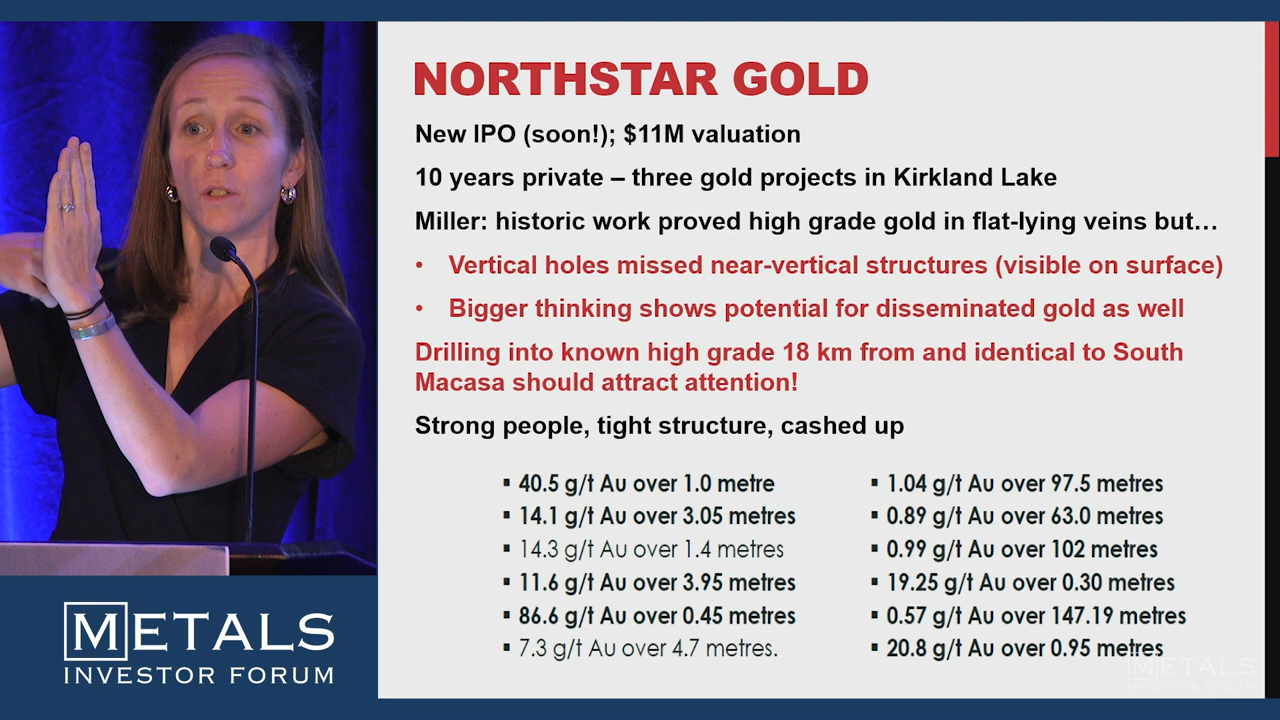 NORTHSTAR GOLD
New IPO (soon!); $11M valuation
10 years private – three gold projects in Kirkland Lake
Miller: historic work proved high grade gold in flat-lying veins but…
• Vertical holes missed near-vertical structures (visible on surface)
• Bigger thinking shows potential for disseminated gold as well
Drilling into known high grade 18 km from and identical to South
Macasa should attract attention!
Strong people, tight structure, cashed up
▪ 40.5 g/t Au over 1.0 metre
▪ 14.1 g/t Au over 3.05 metres
▪ 14.3 g/t Au over 1.4 metres
▪ 11.6 g/t Au over 3.95 metres
▪ 86.6 g/t Au over 0.45 metres
▪ 7.3 g/t Au over 4.7 metres.
▪ 1.04 g/t Au over 97.5 metres
▪ 0.89 g/t Au over 63.0 metres
▪ 0.99 g/t Au over 102 metres
▪ 19.25 g/t Au over 0.30 metres
▪ 0.57 g/t Au over 147.19 metres
▪ 20.8 g/t Au over 0.95 metres
METALS
INVESTOR FORUM
METALS
INVESTOR FORUM